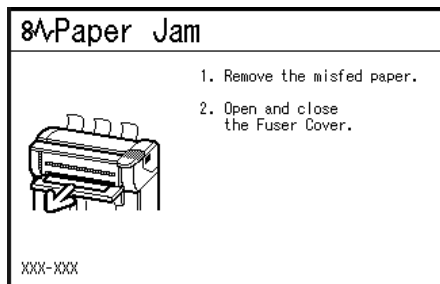 Paper Jam
1. Remove the misfed paper.
2. Open and close
the Fuser Cover.
XXX-XXX